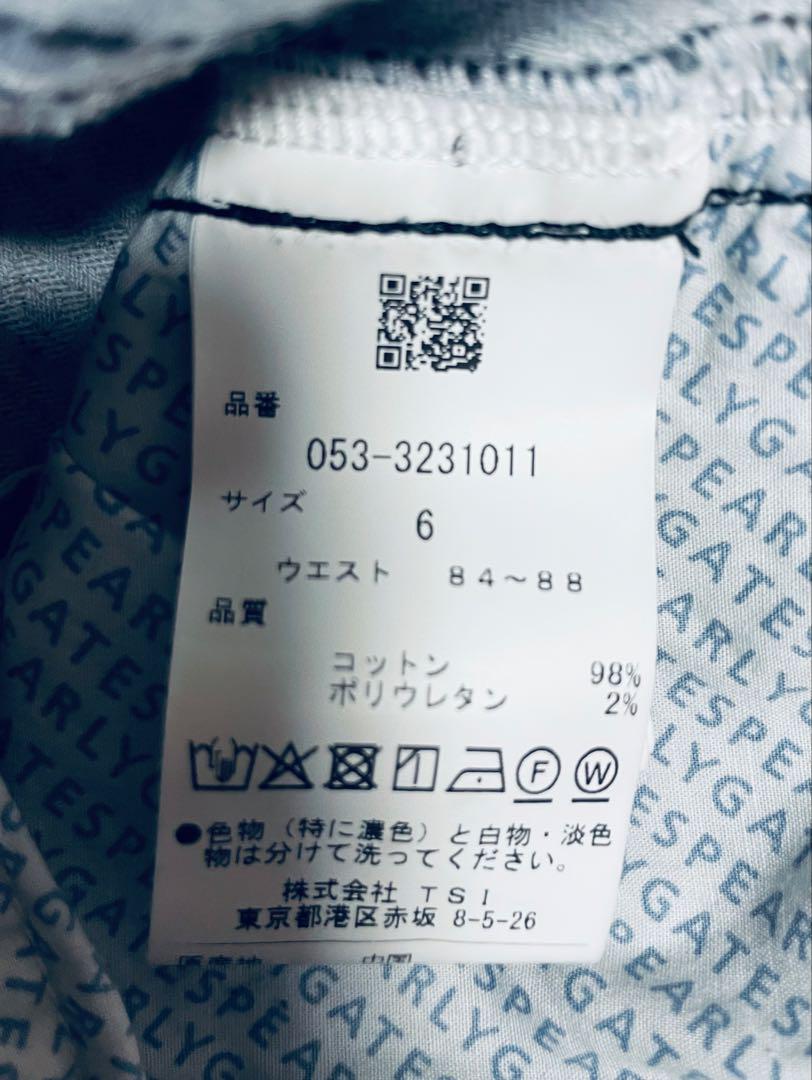 品番
053-3231011
サイズ
6
ウエスト 84～88
品質
コットン 98%
ポリウレタン 2%
F W
●色物（特に濃色）と白物・淡色
物は分けて洗ってください。
株式会社 TSI
東京都港区赤坂 8-5-26
PEARLYGATES